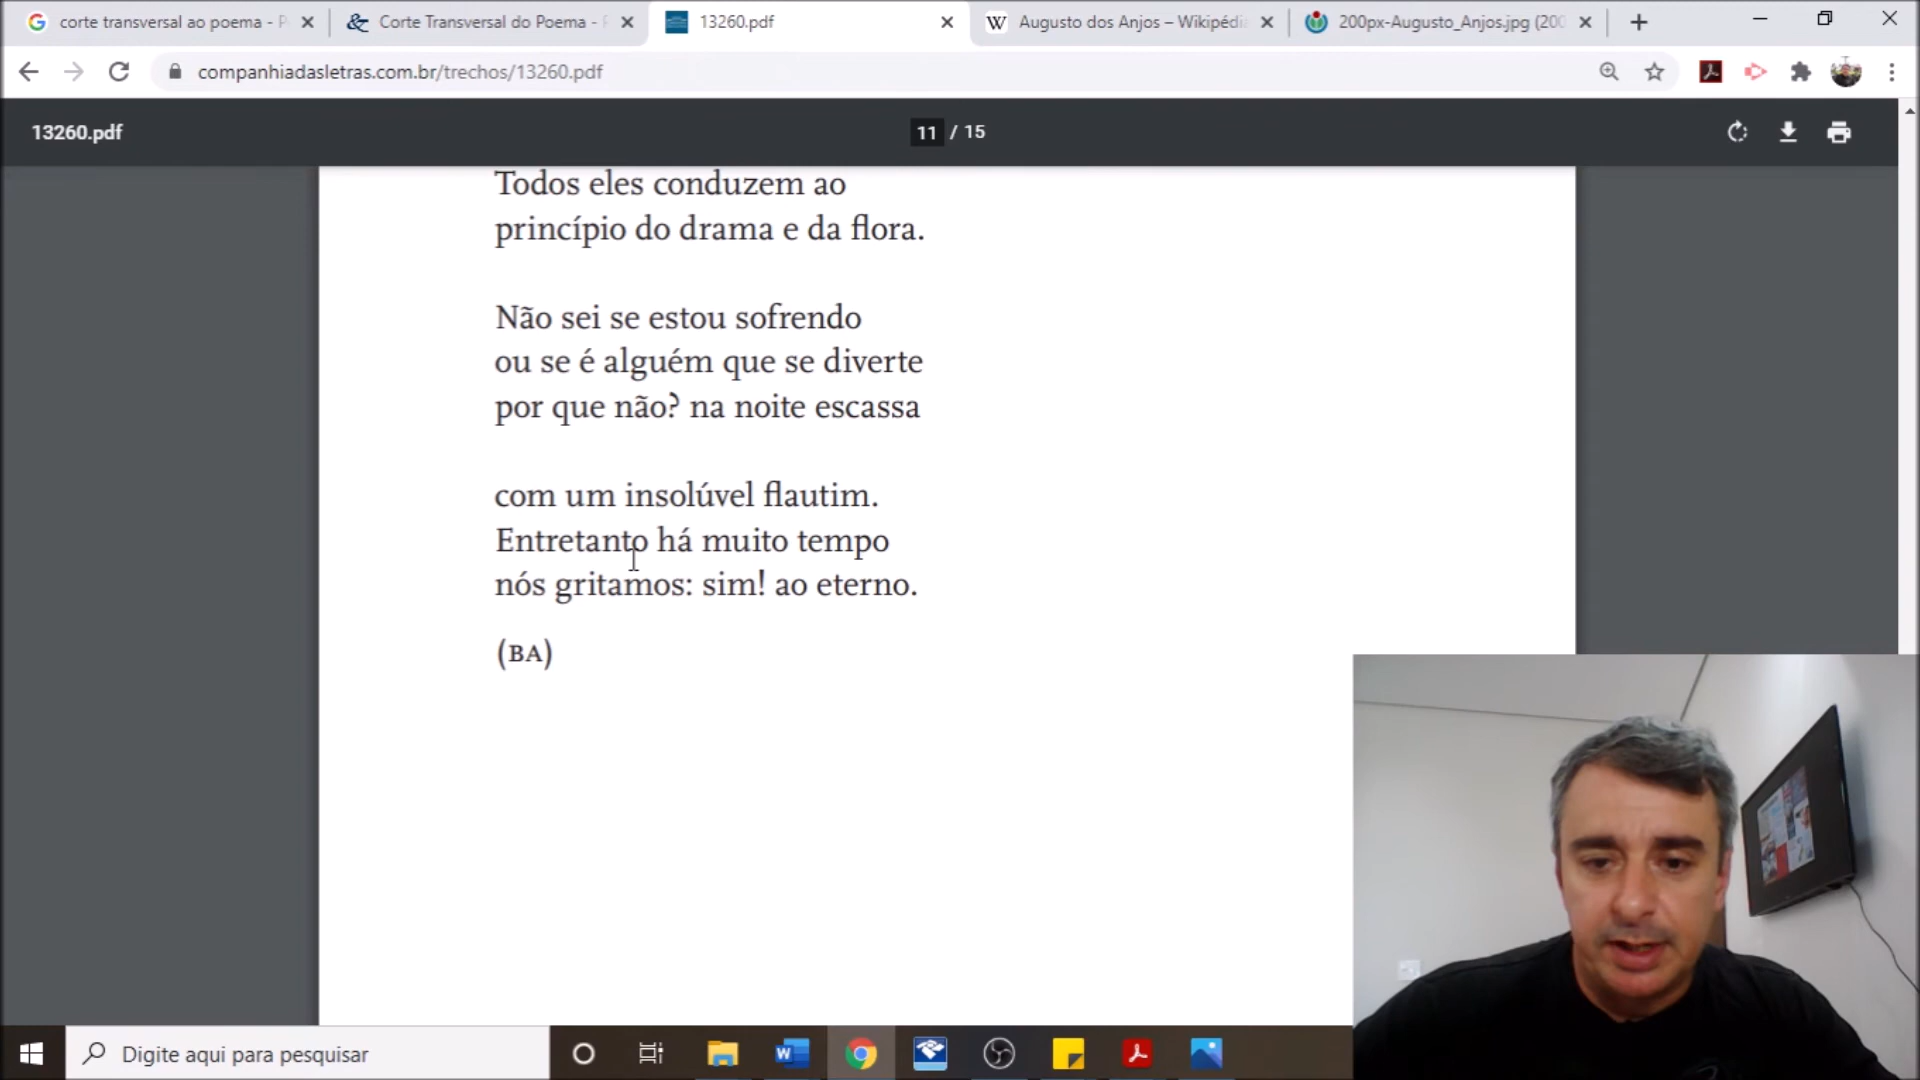 corte transversal ao poema - P
Corte Transversal do Poema - P
13260.pdf
Augusto dos Anjos – Wikipédi
200px-Augusto_Anjos.jpg (200
companhiadasletras.com.br/trechos/13260.pdf
13260.pdf
11 / 15
Todos eles conduzem ao
princípio do drama e da flora.
Não sei se estou sofrendo
ou se é alguém que se diverte
por que não? na noite escassa
com um insolúvel flautim.
Entretanto há muito tempo
nós gritamos: sim! ao eterno.
(BA)
Digite aqui para pesquisar